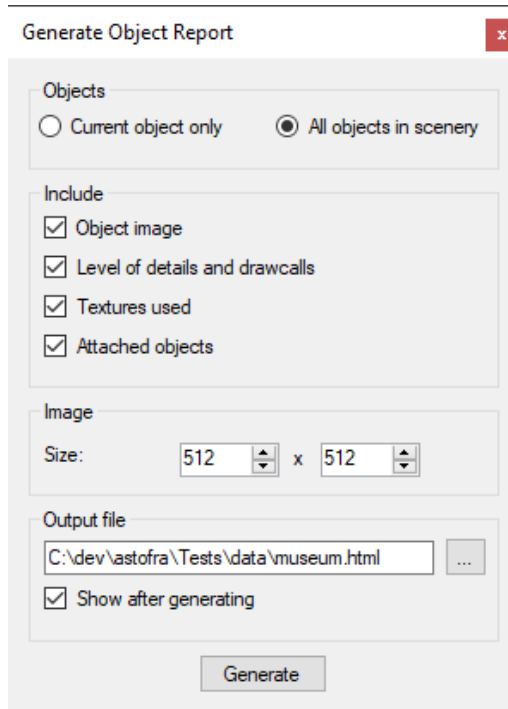 Generate Object Report
x
Objects
Current object only All objects in scenery
Include
Object image
Level of details and drawcalls
Textures used
Attached objects
Image
Size: 512 x 512
Output file
C:\dev\astofra\Tests\data\museum.html ...
Show after generating
Generate